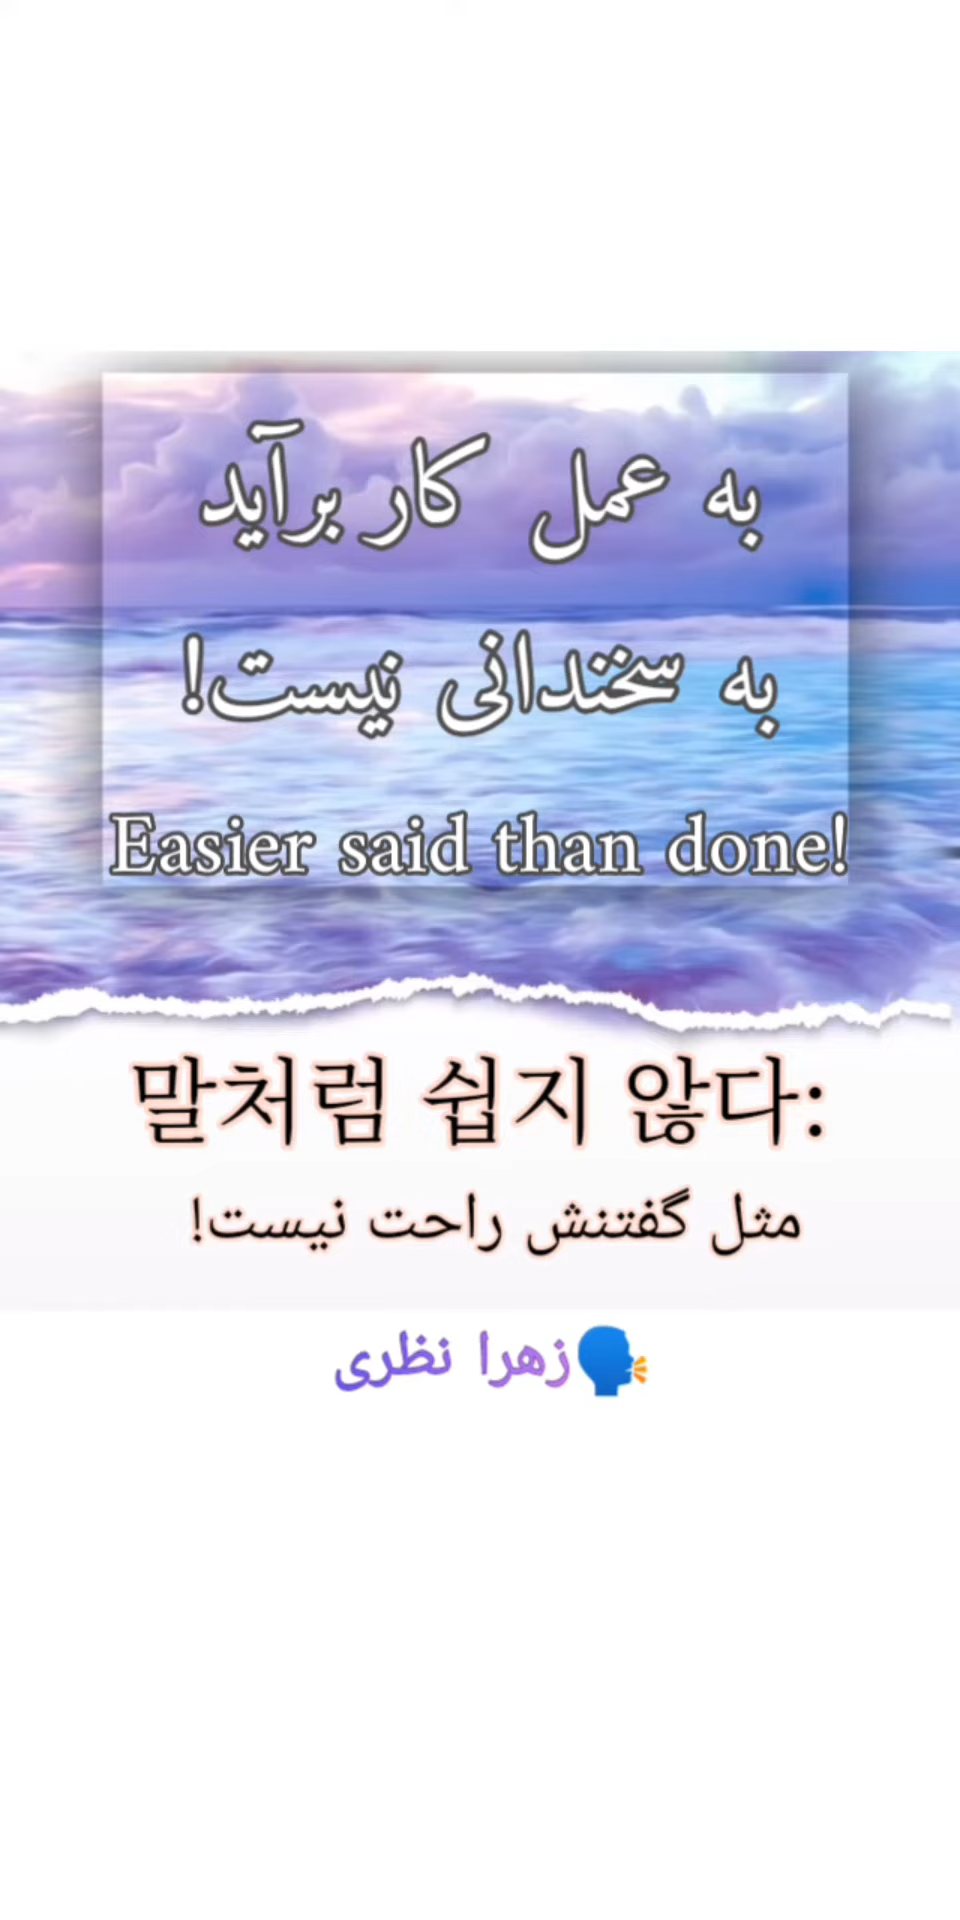 به عمل کار برآید
به سخندانی نیست!
Easier said than done!
말처럼 쉽지 않다:
مثل گفتنش راحت نیست!
🗣️زهرا نظری